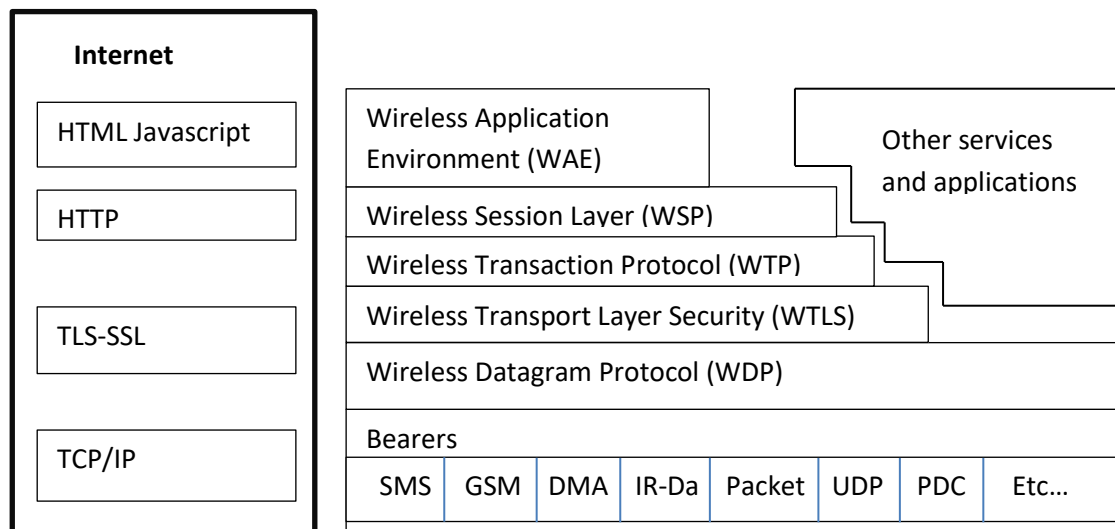 Internet
HTML Javascript
HTTP
TLS-SSL
TCP/IP
Wireless Application
Environment (WAE)
Wireless Session Layer (WSP)
Wireless Transaction Protocol (WTP)
Wireless Transport Layer Security (WTLS)
Wireless Datagram Protocol (WDP)
Bearers
SMS GSM DMA IR-Da Packet UDP PDC Etc...
Other services
and applications